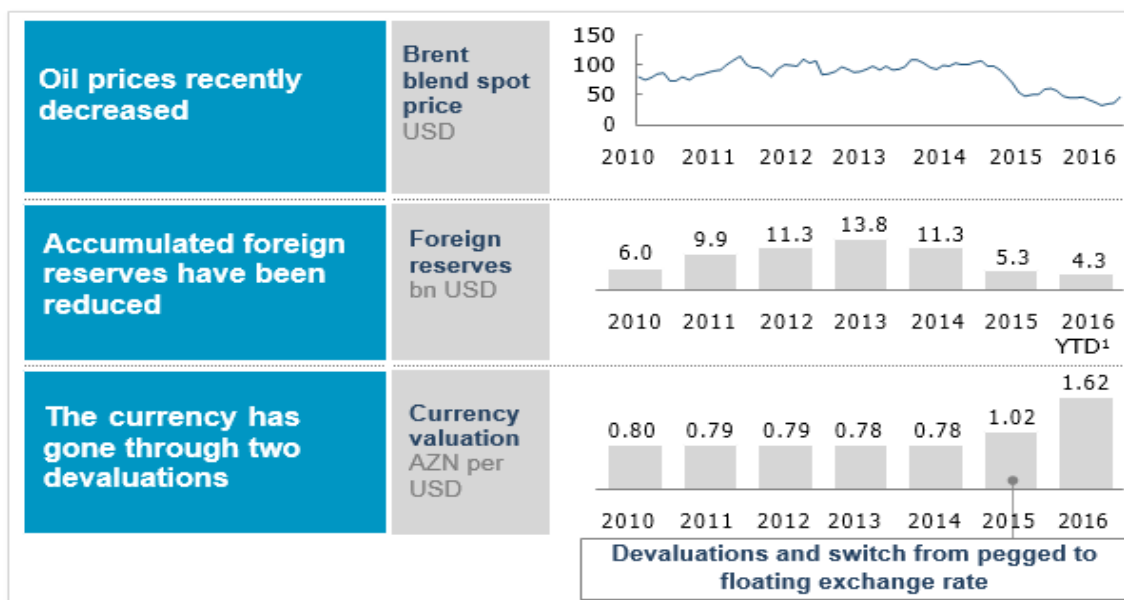 Oil prices recently
decreased
Brent
blend spot
price
USD
150
100
50
0
2010 2011 2012 2013 2014 2015 2016
Accumulated foreign
reserves have been
reduced
Foreign
reserves
bn USD
6.0 9.9 11.3 13.8 11.3 5.3 4.3
2010 2011 2012 2013 2014 2015 2016
YTD¹
The currency has
gone through two
devaluations
Currency
valuation
AZN per
USD
0.80 0.79 0.79 0.78 0.78 1.02 1.62
2010 2011 2012 2013 2014 2015 2016
Devaluations and switch from pegged to
floating exchange rate